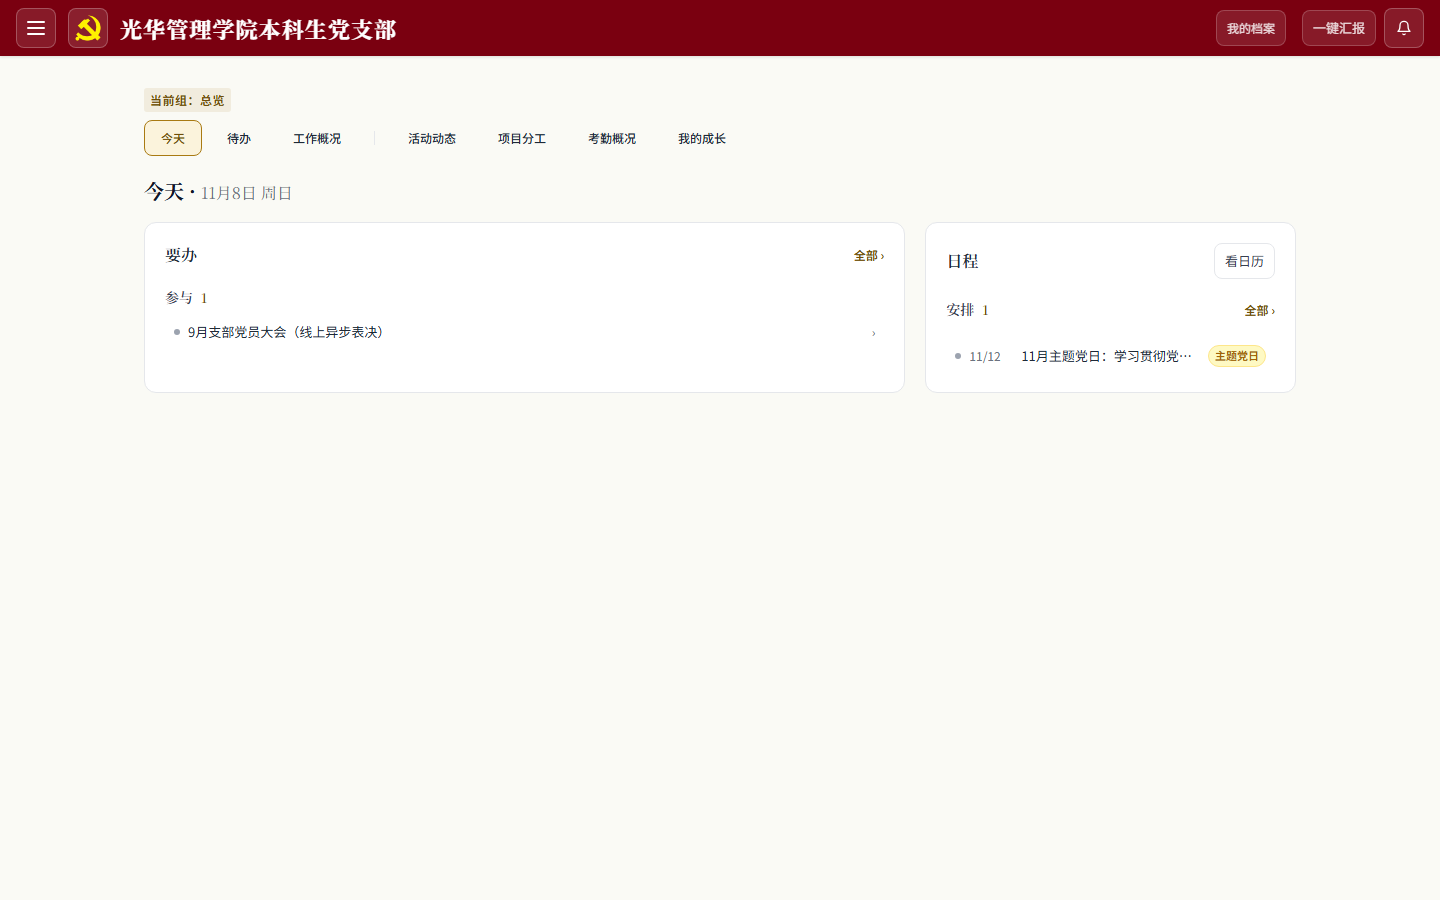 光华管理学院本科生党支部
我的档案
一键汇报
当前组：总览
今天
待办
工作概况
活动动态
项目分工
考勤概况
我的成长
今天 · 11月8日 周日
要办
全部 ›
参与 1
9月支部党员大会（线上异步表决）
›
日程
看日历
安排 1
全部 ›
11/12 11月主题党日：学习贯彻党… 主题党日